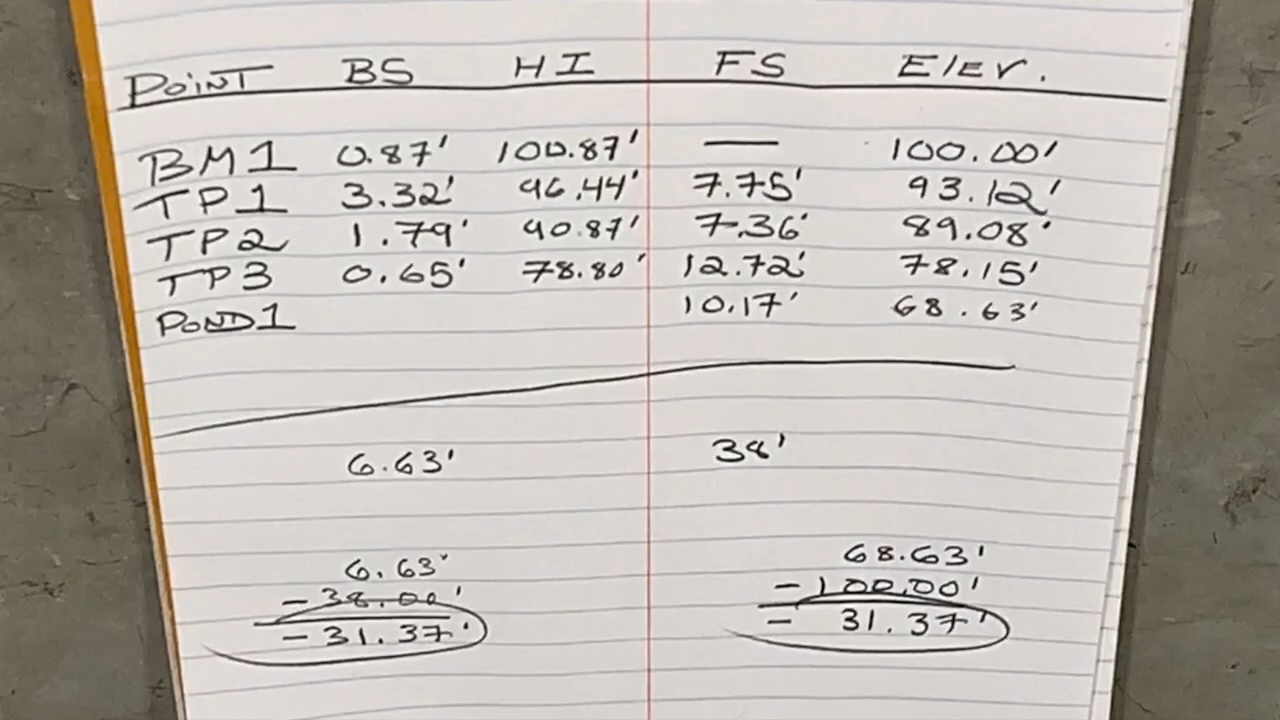 POINT BS HI FS Elev.
BM1 0.87' 100.87' — 100.00'
TP1 3.32' 96.44' 7.75' 93.12'
TP2 1.79' 90.87' 7.36' 89.08'
TP3 0.65' 78.80' 12.72' 78.15'
POND1 10.17' 68.63'
6.63' 38'
6.63' 68.63'
- 38.00' - 100.00'
- 31.37' - 31.37'